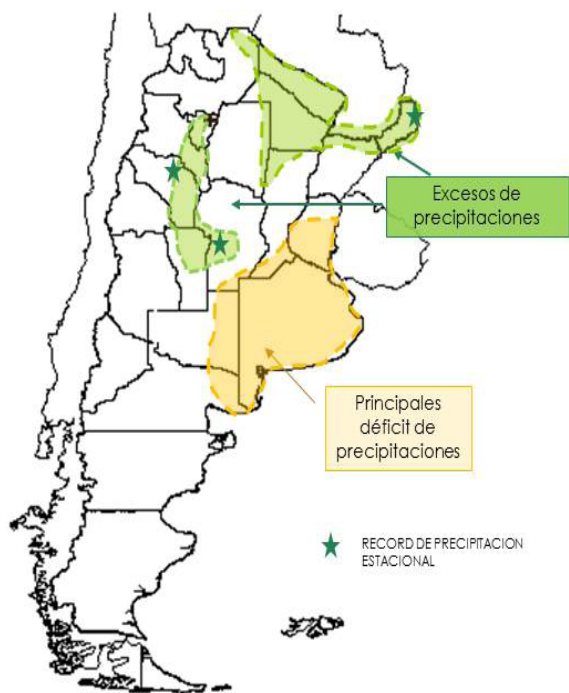 Excesos de
precipitaciones
Principales
déficit de
precipitaciones
RECORD DE PRECIPITACION
ESTACIONAL